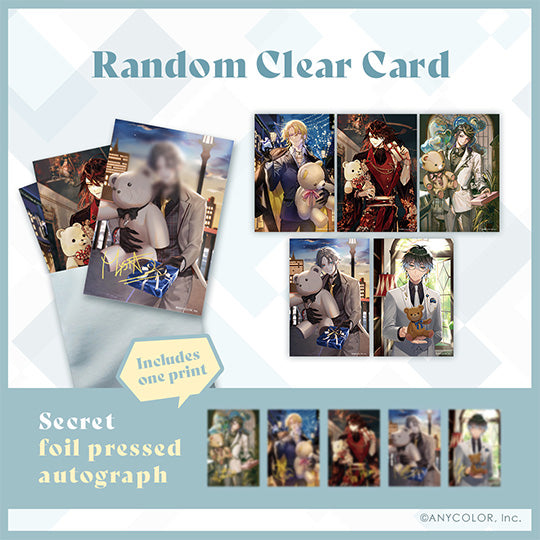 Random Clear Card
Includes
one print
Secret
foil pressed
autograph
©ANYCOLOR, Inc.